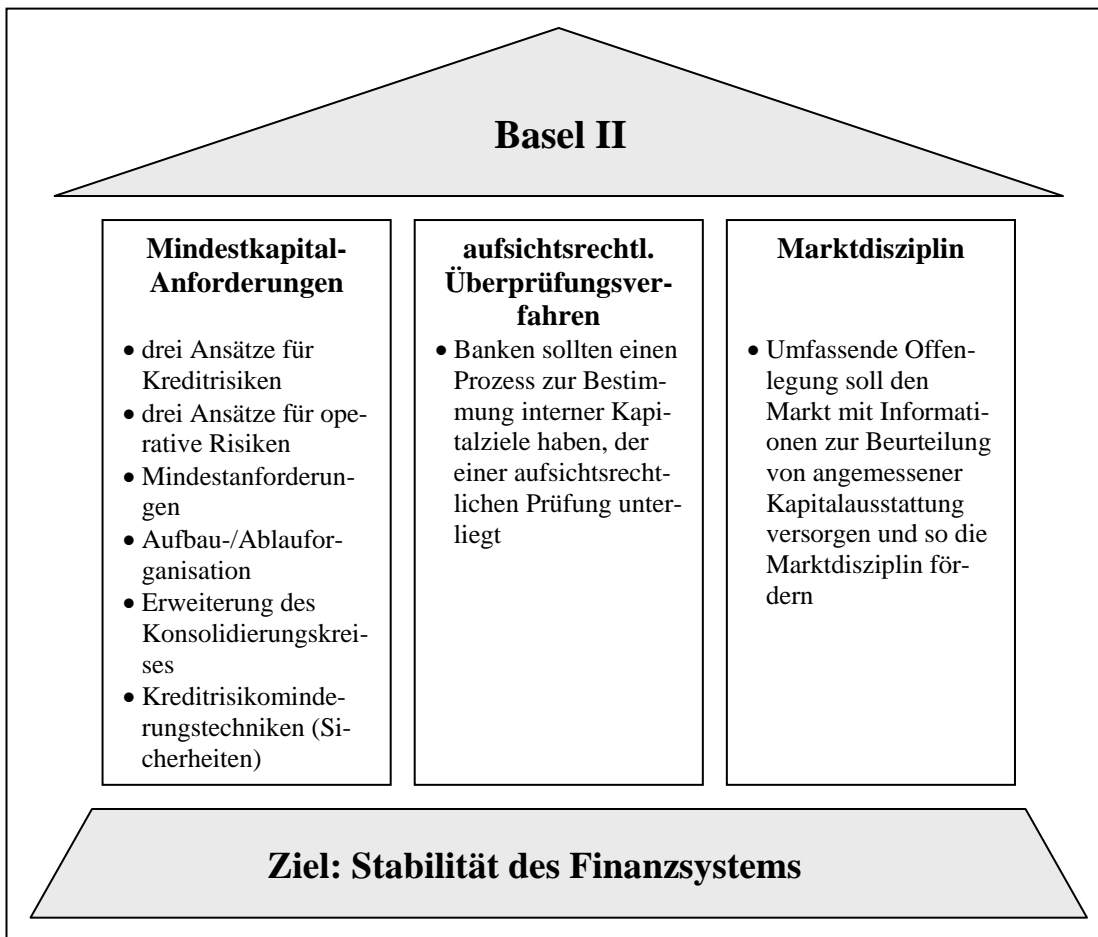 Basel II
Mindestkapital-
Anforderungen
• drei Ansätze für
Kreditrisiken
• drei Ansätze für ope-
rative Risiken
• Mindestanforderun-
gen
• Aufbau-/Ablaufor-
ganisation
• Erweiterung des
Konsolidierungskrei-
ses
• Kreditrisikominde-
rungstechniken (Si-
cherheiten)
aufsichtsrechtl.
Überprüfungsver-
fahren
• Banken sollten einen
Prozess zur Bestim-
mung interner Kapi-
talziele haben, der
einer aufsichtsrecht-
lichen Prüfung unter-
liegt
Marktdisziplin
• Umfassende Offen-
legung soll den
Markt mit Informati-
onen zur Beurteilung
von angemessener
Kapitalausstattung
versorgen und so die
Marktdisziplin för-
dern
Ziel: Stabilität des Finanzsystems